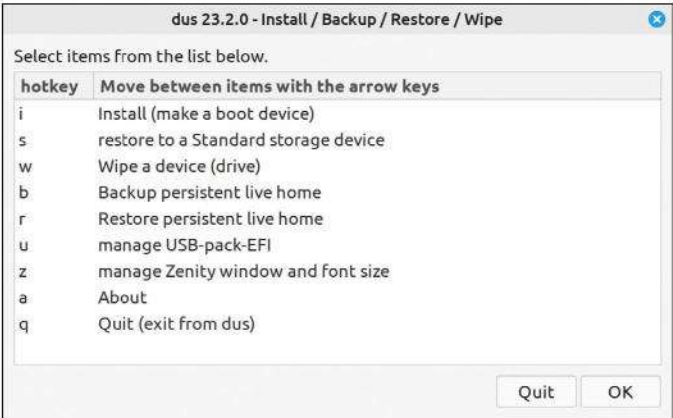 dus 23.2.0 - Install / Backup / Restore / Wipe
Select items from the list below.
hotkey Move between items with the arrow keys
i Install (make a boot device)
s restore to a Standard storage device
w Wipe a device (drive)
b Backup persistent live home
r Restore persistent live home
u manage USB-pack-EFI
z manage Zenity window and font size
a About
q Quit (exit from dus)
Quit OK